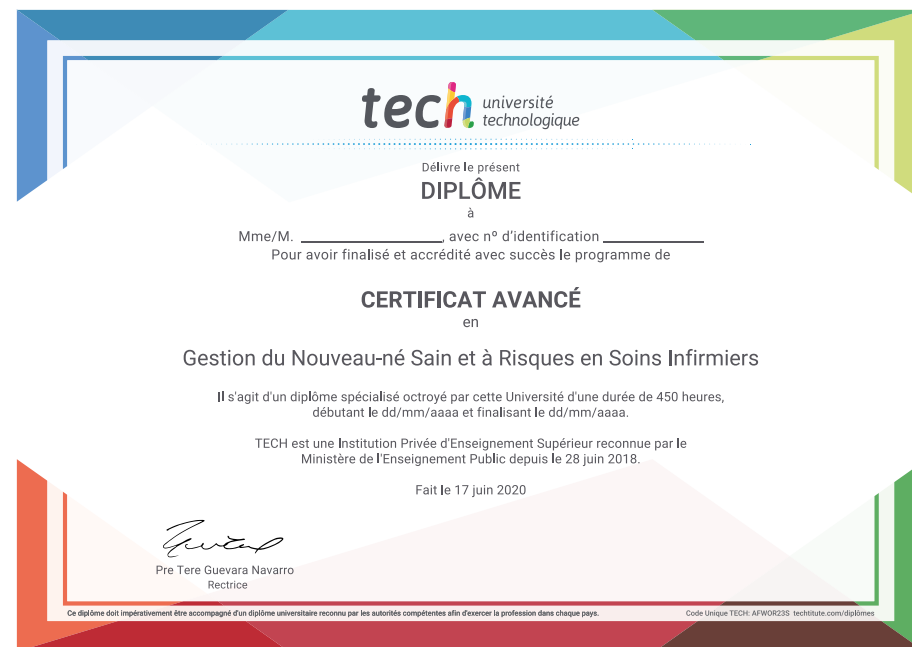 tech université
technologique
Délivre le présent
DIPLÔME
à
Mme/M. ____________________, avec nº d'identification ______________
Pour avoir finalisé et accrédité avec succès le programme de
CERTIFICAT AVANCÉ
en
Gestion du Nouveau-né Sain et à Risques en Soins Infirmiers
Il s'agit d'un diplôme spécialisé octroyé par cette Université d'une durée de 450 heures,
débutant le dd/mm/aaaa et finalisant le dd/mm/aaaa.
TECH est une Institution Privée d'Enseignement Supérieur reconnue par le
Ministère de l'Enseignement Public depuis le 28 juin 2018.
Fait le 17 juin 2020
Pre Tere Guevara Navarro
Rectrice
Ce diplôme doit impérativement être accompagné d'un diplôme universitaire reconnu par les autorités compétentes afin d'exercer la profession dans chaque pays.
Code Unique TECH: AFWOR23S techtitute.com/diplômes